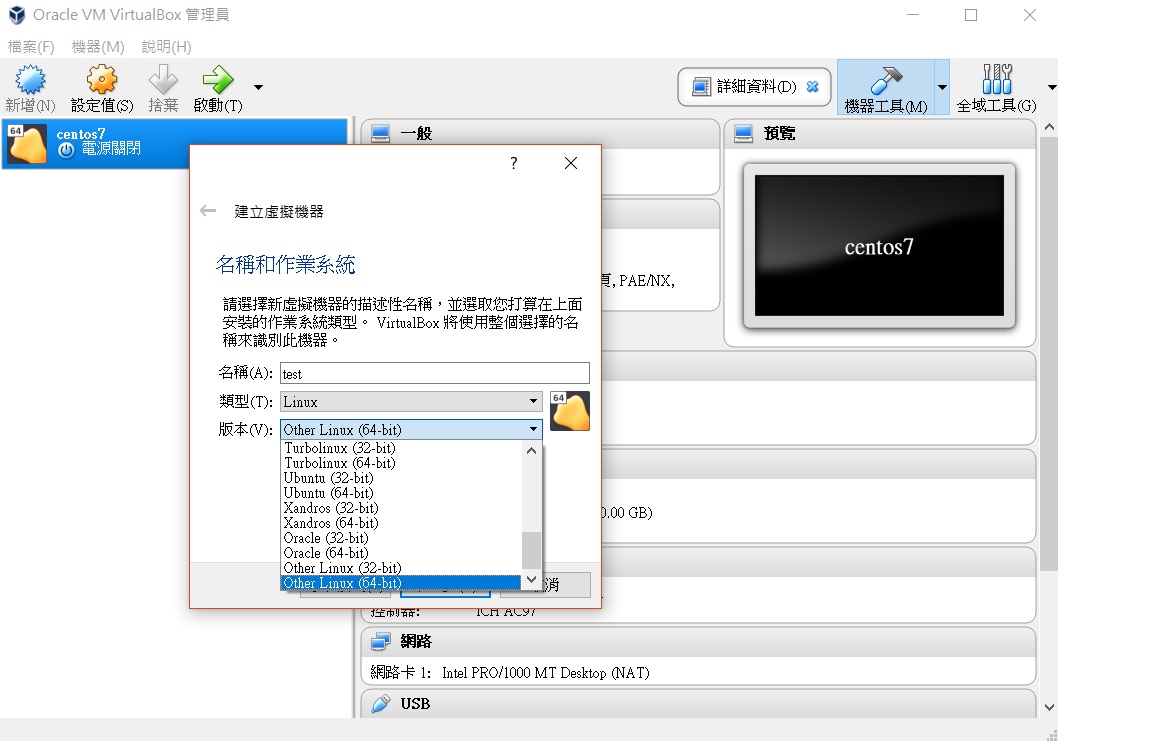 Oracle VM VirtualBox 管理員
檔案(F) 機器(M) 說明(H)
新增(N) 設定值(S) 捨棄 啟動(T) 詳細資料(D) 機器工具(M) 全域工具(G)
64 centos7
電源關閉
一般
預覽
centos7
頁, PAE/NX,
0.00 GB)
控制器: ICH AC97
網路
網路卡 1: Intel PRO/1000 MT Desktop (NAT)
USB
?
建立虛擬機器
名稱和作業系統
請選擇新虛擬機器的描述性名稱，並選取您打算在上面
安裝的作業系統類型。 VirtualBox 將使用整個選擇的名
稱來識別此機器。
名稱(A): test
類型(T): Linux
64
版本(V): Other Linux (64-bit)
Turbolinux (32-bit)
Turbolinux (64-bit)
Ubuntu (32-bit)
Ubuntu (64-bit)
Xandros (32-bit)
Xandros (64-bit)
Oracle (32-bit)
Oracle (64-bit)
Other Linux (32-bit)
Other Linux (64-bit)
消